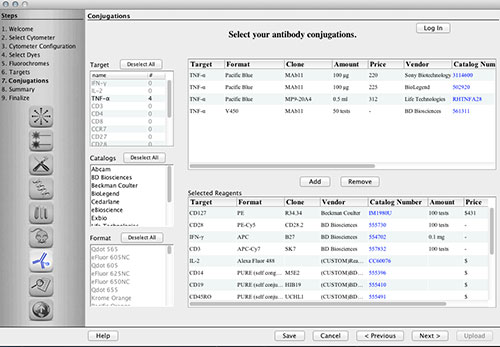 Steps
1. Welcome
2. Select Cytometer
3. Cytometer Configuration
4. Select Dyes
5. Fluorochromes
6. Targets
7. Conjugations
8. Summary
9. Finalize
Conjugations
Log In
Select your antibody conjugations.
Target Deselect All
name #
IFN-γ 0
IL-2 0
TNF-α 4
CD3 0
CD4 0
CD8 0
CCR7 0
CD27 0
CD28 0
Catalogs Deselect All
Abcam
BD Biosciences
Beckman Coulter
BioLegend
Cedarlane
eBioscience
Exbio
Life Technologies
Format Deselect All
Qdot 565
eFluor 605NC
Qdot 605
eFluor 625NC
eFluor 650NC
Qdot 655
Krome Orange
Pacific Orange
Target Format Clone Amount Price Vendor Catalog Num
TNF-α Pacific Blue MAb11 100 μg 220 Sony Biotechnology 3114600
TNF-α Pacific Blue MAb11 100 μg 225 BioLegend 502920
TNF-α Pacific Blue MP9-20A4 0.5 ml 312 Life Technologies RHTNFA28
TNF-α V450 MAb11 50 tests - BD Biosciences 561311
Add Remove
Selected Reagents
Target Format Clone Vendor Catalog Number Amount Price
CD127 PE R34.34 Beckman Coulter IM1980U 100 tests $431
CD28 PE-Cy5 CD28.2 BD Biosciences 555730 100 tests -
IFN-γ APC B27 BD Biosciences 554702 0.1 mg -
CD3 APC-Cy7 SK7 BD Biosciences 557832 100 tests -
IL-2 Alexa Fluor 488 (CUSTOM)Rea... CC60076 $
CD14 PURE (self conj... M5E2 (CUSTOM)BD... 555396 $
CD19 PURE (self conju... HIB19 (CUSTOM)BD... 555410 $
CD45RO PURE (self conju... UCHL1 (CUSTOM)BD... 555491 $
Help Save Cancel < Previous Next > Upload